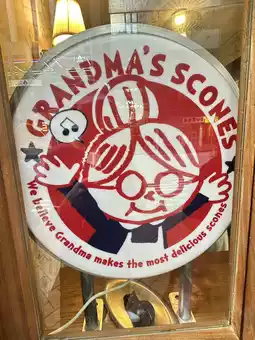 GRANDMA'S SCONES
We believe Grandma makes the most delicious scones